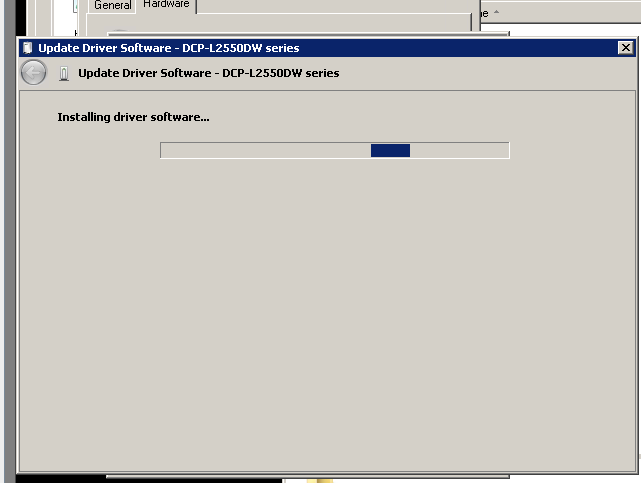 General Hardware
Update Driver Software - DCP-L2550DW series
Update Driver Software - DCP-L2550DW series
Installing driver software...